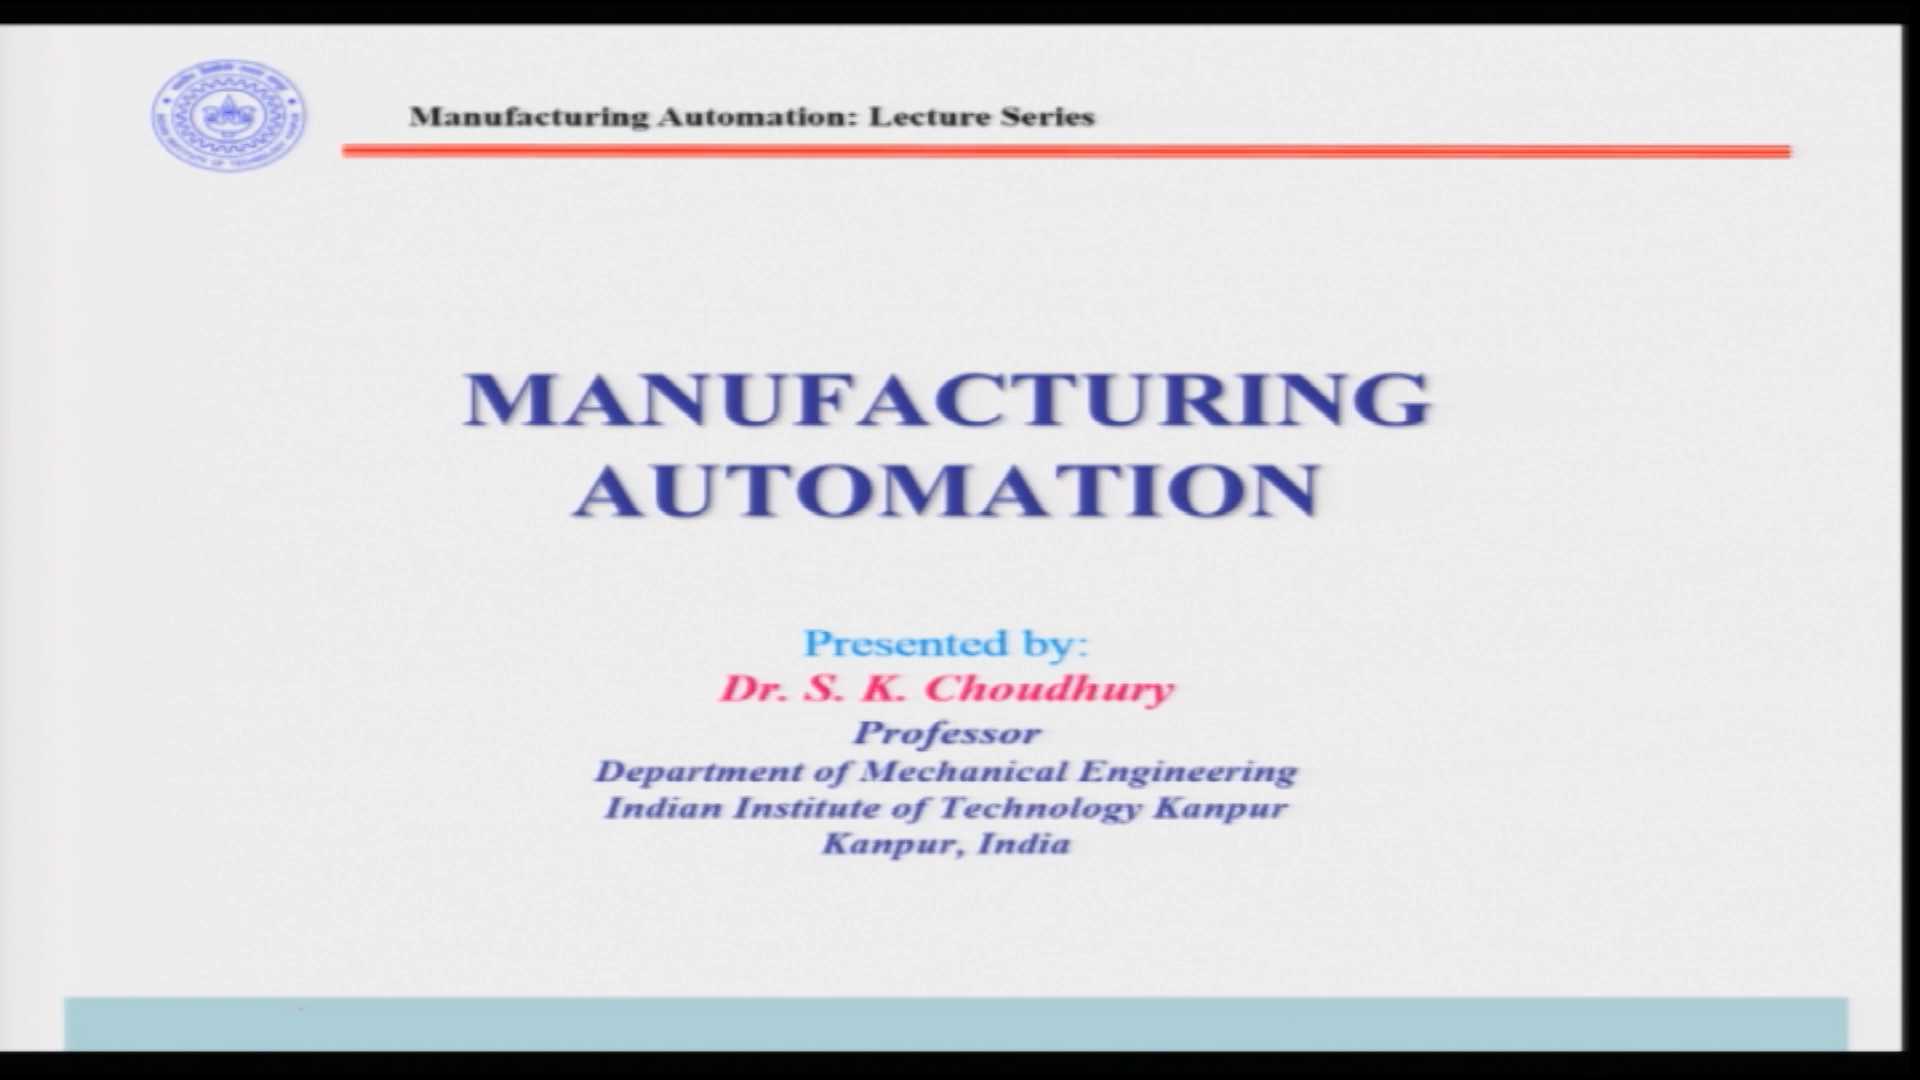 Manufacturing Automation: Lecture Series
MANUFACTURING
AUTOMATION
Presented by:
Dr. S. K. Choudhury
Professor
Department of Mechanical Engineering
Indian Institute of Technology Kanpur
Kanpur, India